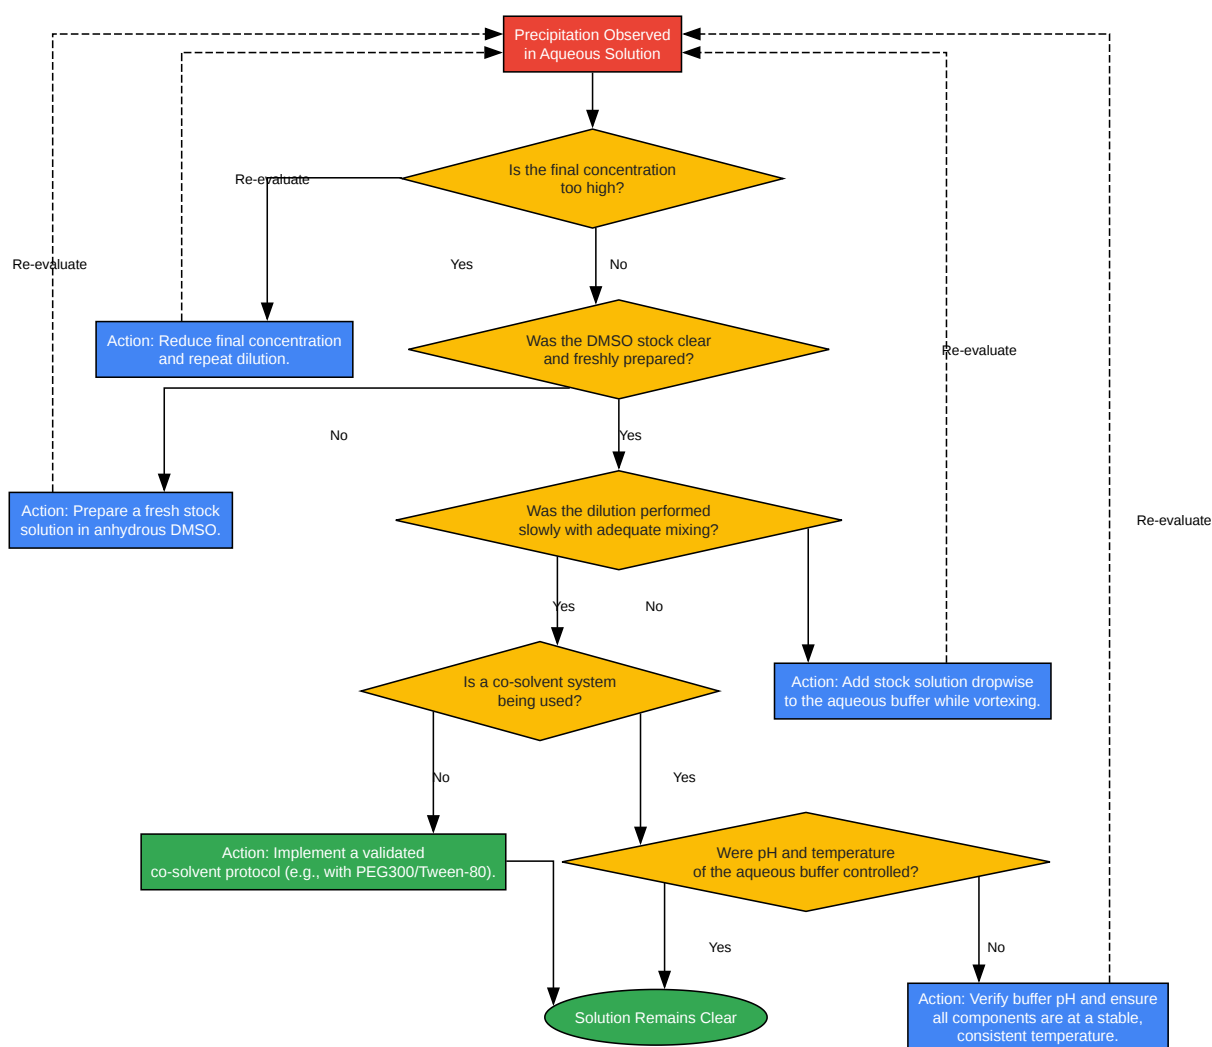 Precipitation Observed
in Aqueous Solution
Is the final concentration
too high?
Re-evaluate
Re-evaluate
Yes
No
Action: Reduce final concentration
and repeat dilution.
Was the DMSO stock clear
and freshly prepared?
Re-evaluate
No
Yes
Action: Prepare a fresh stock
solution in anhydrous DMSO.
Was the dilution performed
slowly with adequate mixing?
Re-evaluate
Yes
No
Is a co-solvent system
being used?
Action: Add stock solution dropwise
to the aqueous buffer while vortexing.
No
Yes
Action: Implement a validated
co-solvent protocol (e.g., with PEG300/Tween-80).
Were pH and temperature
of the aqueous buffer controlled?
Yes
No
Solution Remains Clear
Action: Verify buffer pH and ensure
all components are at a stable,
consistent temperature.